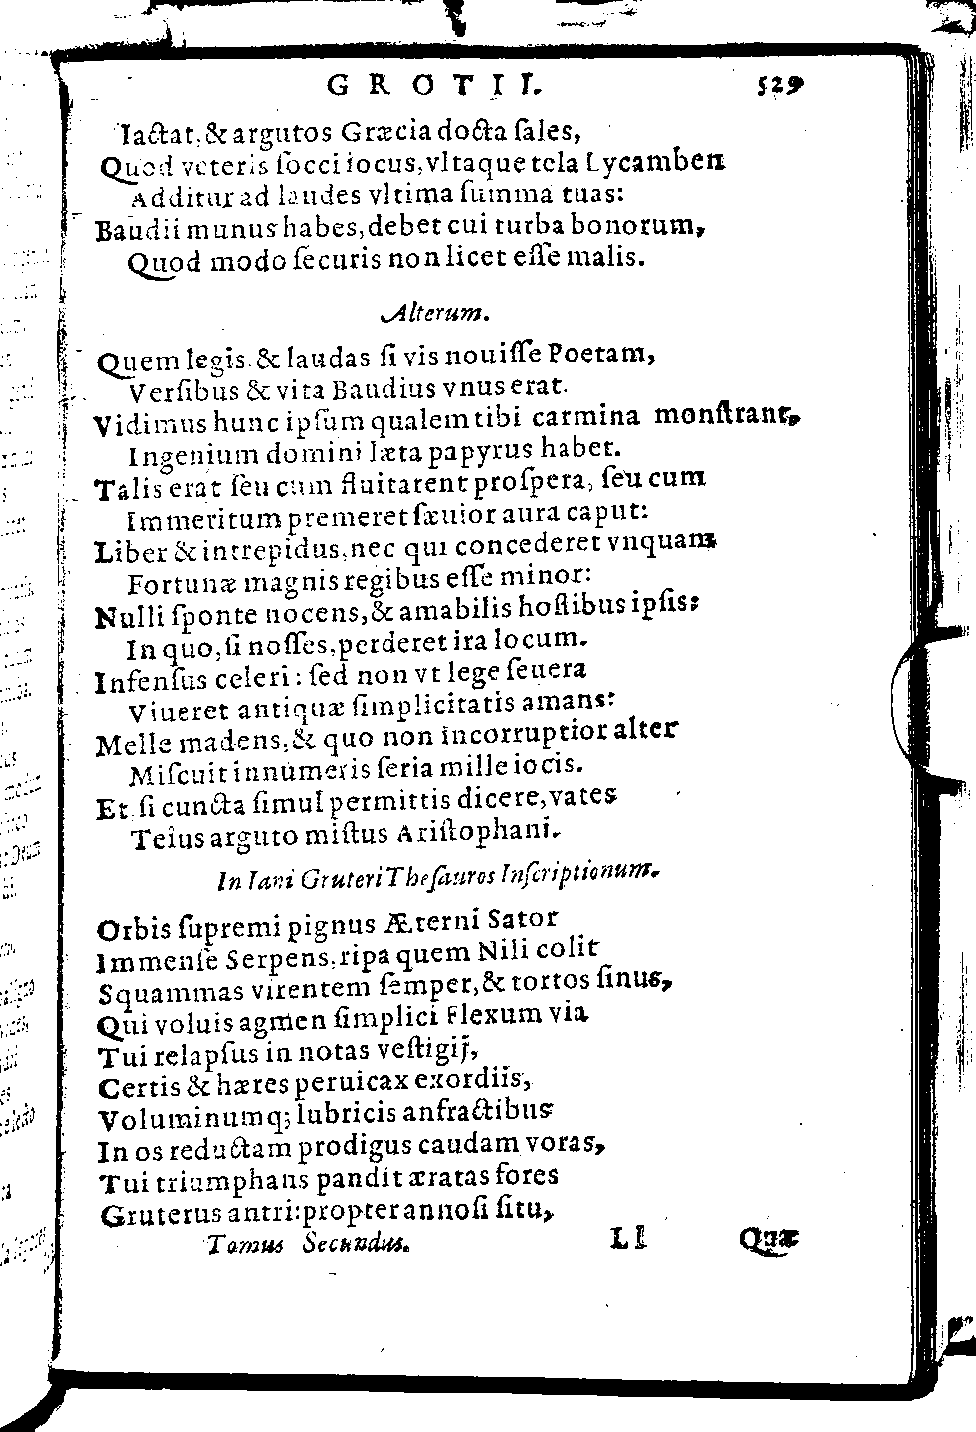 GROTII. 529
Iactat, & argutos Græcia docta ſales,
Quod veteris ſocci iocus, vltaque tela Lycamben
Additur ad laudes vltima ſumma tuas:
Baudii munus habes, debet cui turba bonorum,
Quod modo ſecuris non licet eſſe malis.
Alterum.
Quem legis. & laudas ſi vis nouiſſe Poetam,
Verſibus & vita Baudius vnus erat.
Vidimus hunc ipſum qualem tibi carmina monſtrant,
Ingenium domini læta papyrus habet.
Talis erat ſeu cum fluitarent proſpera, ſeu cum
Immeritum premeret ſæuior aura caput:
Liber & intrepidus, nec qui concederet vnquam
Fortunæ magnis regibus eſſe minor:
Nulli ſponte nocens, & amabilis hoſtibus ipſis:
In quo, ſi noſſes, perderet ira locum.
Infenſus celeri: ſed non vt lege ſeuera
Viueret antiquæ ſimplicitatis amans:
Melle madens, & quo non incorruptior alter
Miſcuit innumeris ſeria mille iocis.
Et ſi cuncta ſimul permittis dicere, vates
Teius arguto miſtus Ariſtophani.
In Iani Gruteri Theſauros Inſcriptionum.
Orbis ſupremi pignus Æterni Sator
Immenſe Serpens, ripa quem Nili colit
Squammas virentem ſemper, & tortos ſinus,
Qui voluis agmen ſimplici Flexum via
Tui relapſus in notas veſtigij,
Certis & hæres peruicax exordiis,
Voluminumq; lubricis anfractibus
In os reductam prodigus caudam voras,
Tui triumphans pandit æratas fores
Gruterus antri: propter annoſi ſitu,
Tomus Secundus. Ll Quæ